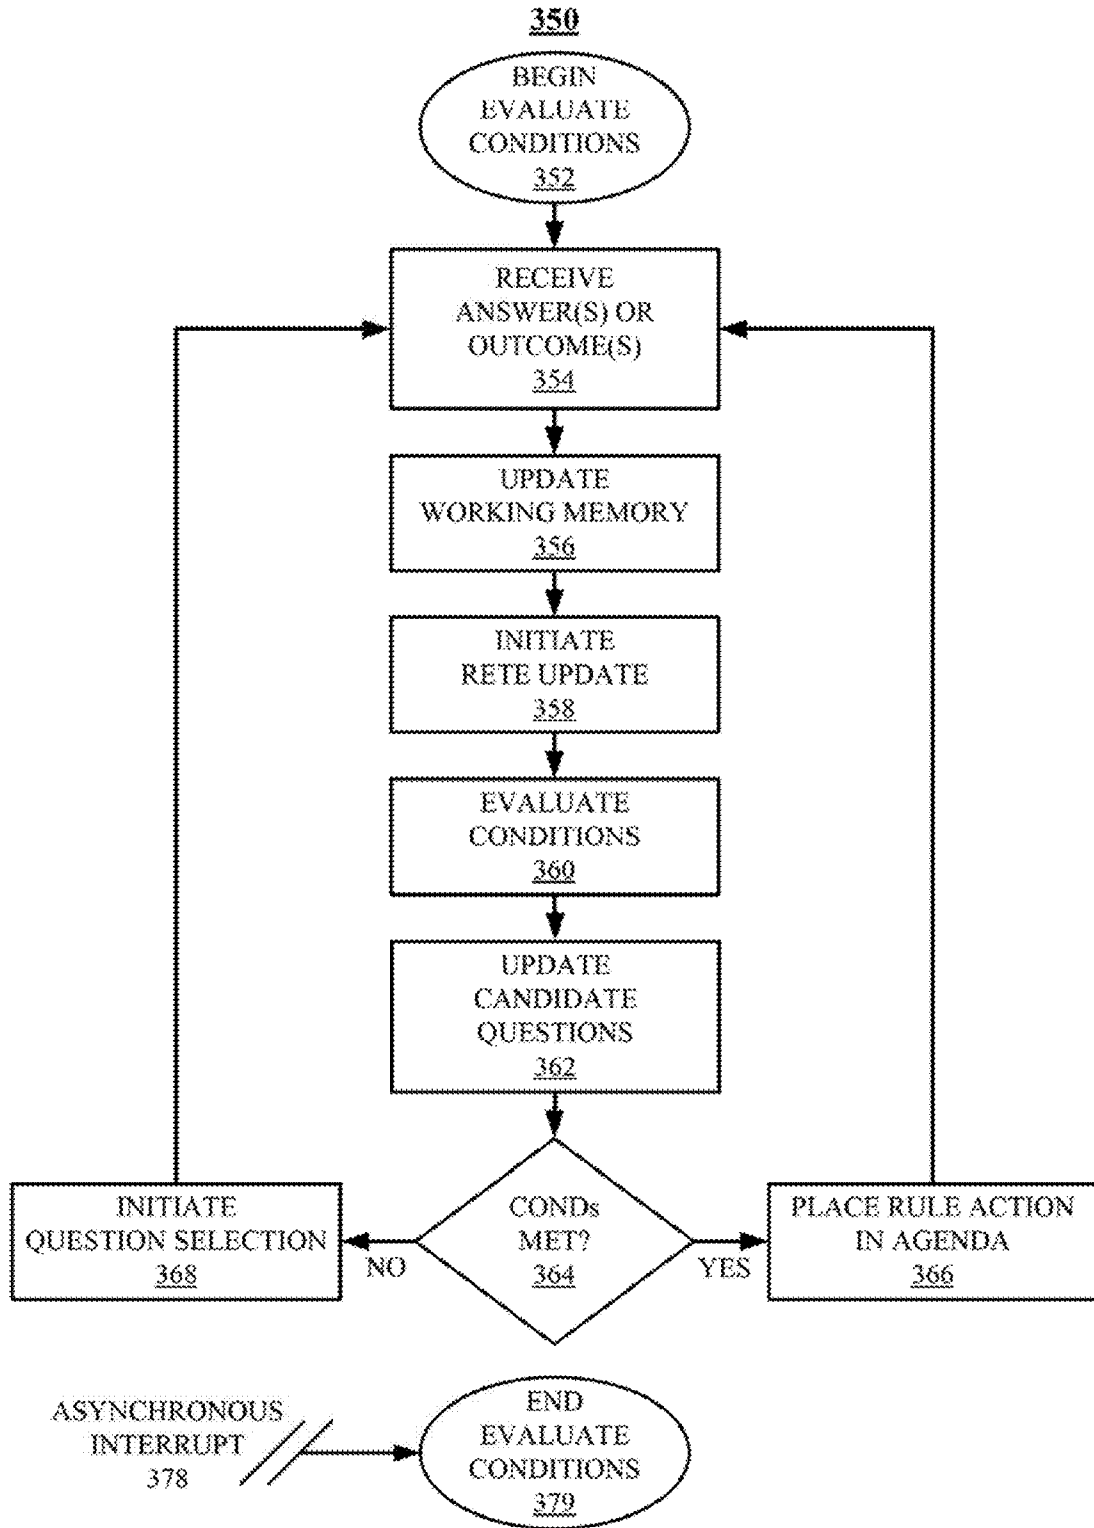 350
BEGIN
EVALUATE
CONDITIONS
352
RECEIVE
ANSWER(S) OR
OUTCOME(S)
354
UPDATE
WORKING MEMORY
356
INITIATE
RETE UPDATE
358
EVALUATE
CONDITIONS
360
UPDATE
CANDIDATE
QUESTIONS
362
INITIATE
QUESTION SELECTION
368
NO
CONDs
MET?
364
YES
PLACE RULE ACTION
IN AGENDA
366
ASYNCHRONOUS
INTERRUPT
378
END
EVALUATE
CONDITIONS
379